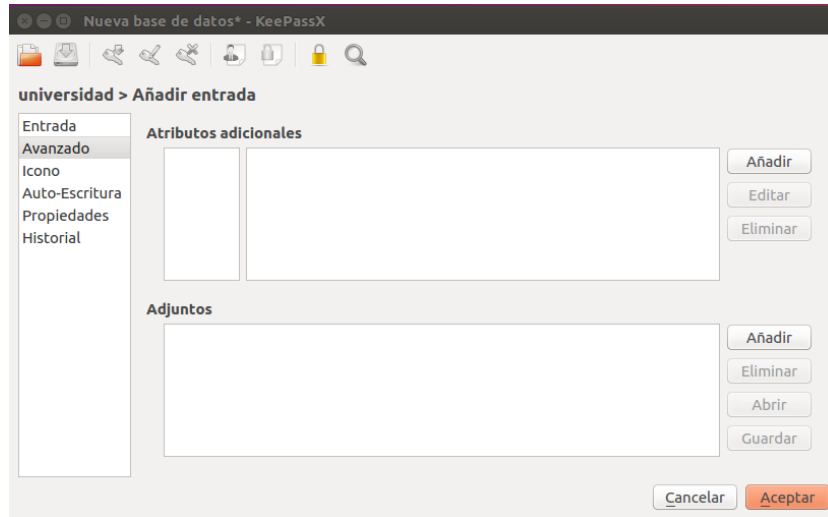 Nueva base de datos* - KeePassX
universidad > Añadir entrada
Entrada
Avanzado
Icono
Auto-Escritura
Propiedades
Historial
Atributos adicionales
Añadir
Editar
Eliminar
Adjuntos
Añadir
Eliminar
Abrir
Guardar
Cancelar
Aceptar